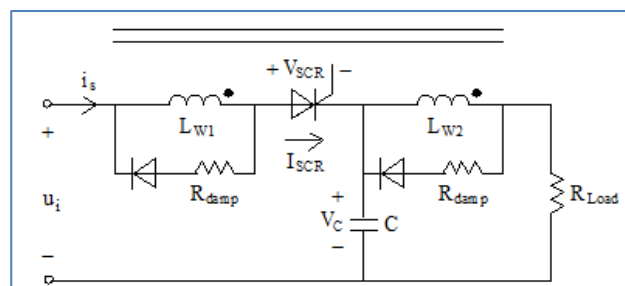 i_s
+ V_SCR −
L_W1
L_W2
I_SCR
+
R_damp
R_damp
R_Load
u_i
+
V_C
C
−
−